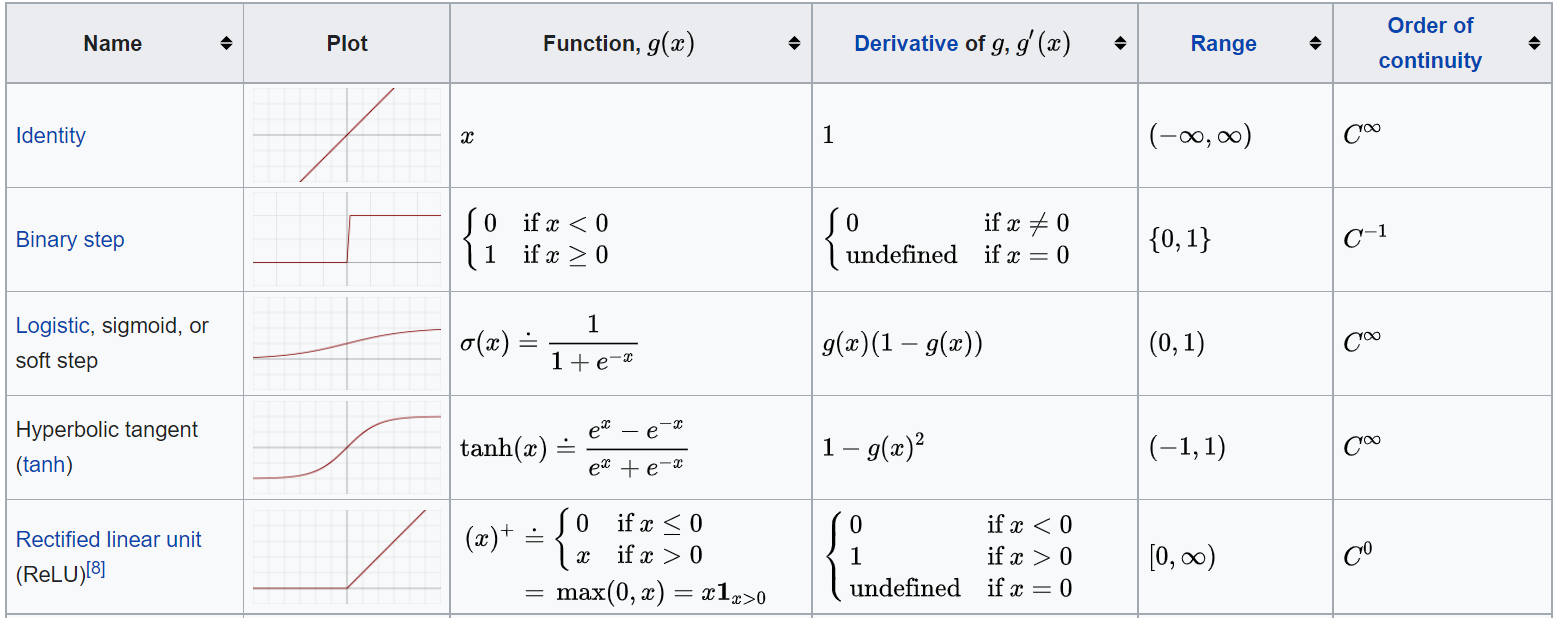 Name Plot Function, g(x) Derivative of g, g′(x) Range Order of continuity
Identity x 1 (−∞, ∞) C^∞
Binary step { 0 if x < 0 { 0 if x ≠ 0 {0, 1} C^−1
1 if x ≥ 0 undefined if x = 0
Logistic, sigmoid, or σ(x) ≐ 1 / (1 + e^−x) g(x)(1 − g(x)) (0, 1) C^∞
soft step
Hyperbolic tangent tanh(x) ≐ (e^x − e^−x) / (e^x + e^−x) 1 − g(x)^2 (−1, 1) C^∞
(tanh)
Rectified linear unit (x)^+ ≐ { 0 if x ≤ 0 { 0 if x < 0 [0, ∞) C^0
(ReLU)[8] x if x > 0 1 if x > 0
= max(0, x) = x𝟏_x>0 undefined if x = 0